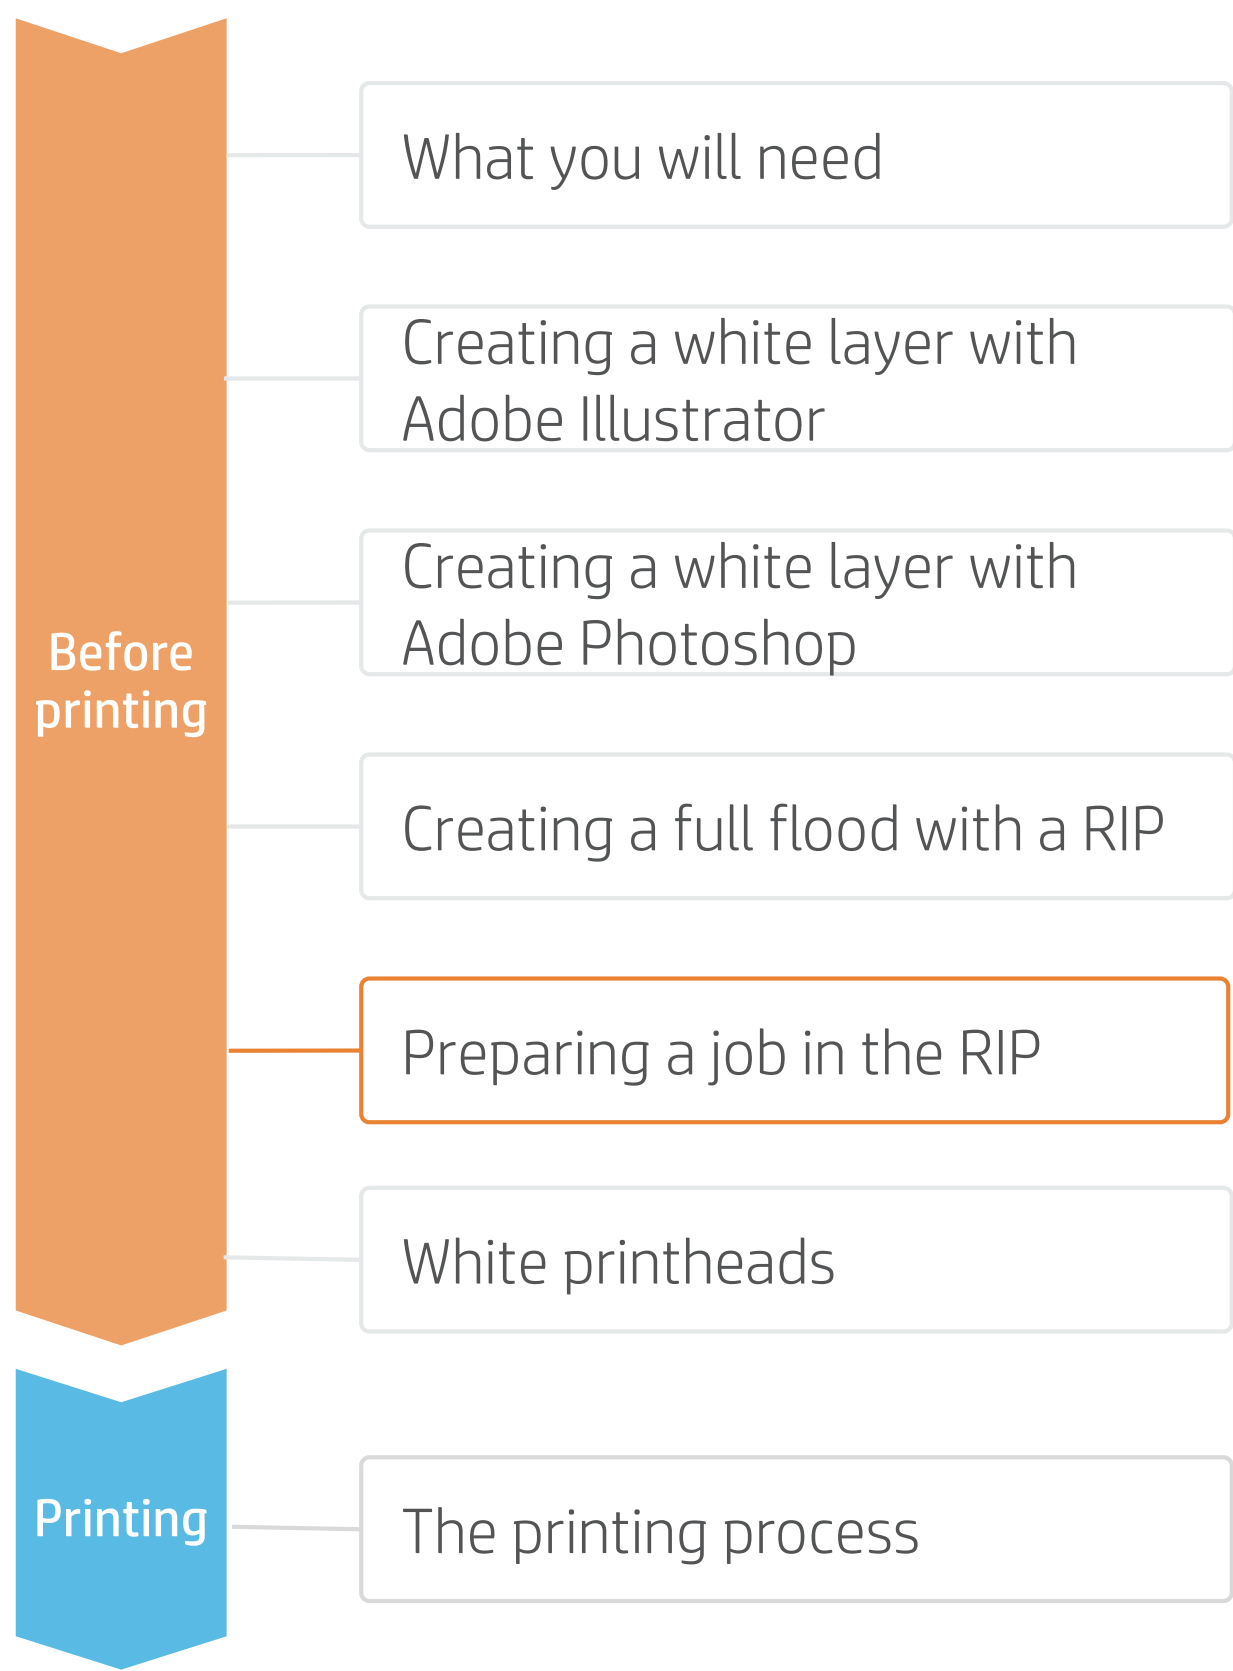 What you will need
Creating a white layer with
Adobe Illustrator
Creating a white layer with
Adobe Photoshop
Before
printing
Creating a full flood with a RIP
Preparing a job in the RIP
White printheads
Printing
The printing process